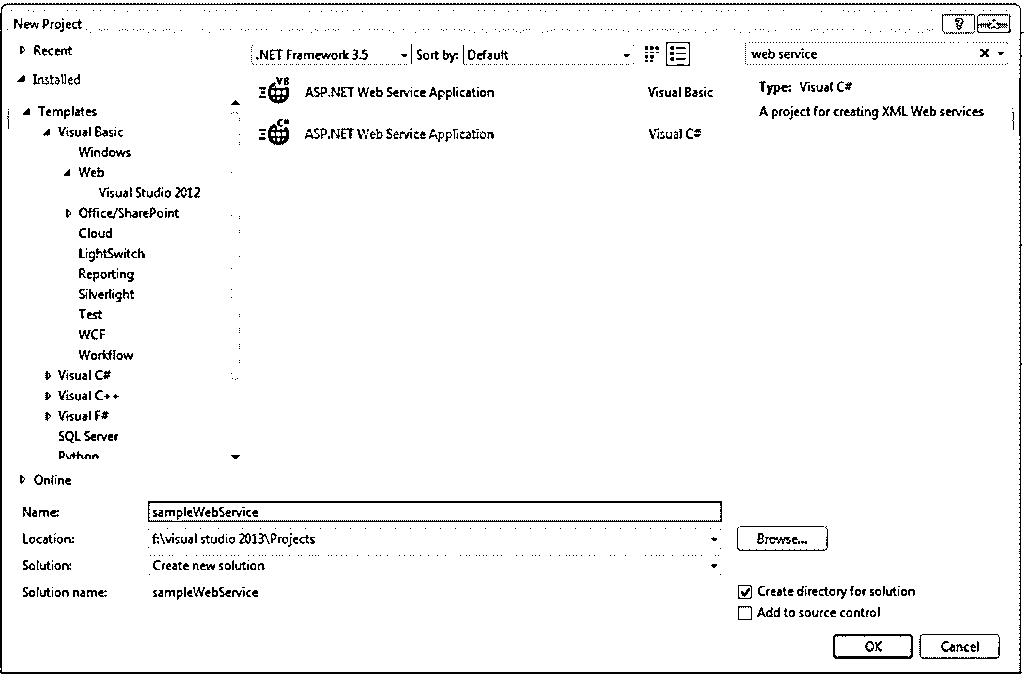 New Project
?
Recent
.NET Framework 3.5
Sort by:
Default
web service
Installed
VB
ASP.NET Web Service Application
Visual Basic
Type: Visual C#
A project for creating XML Web services
Templates
C#
ASP.NET Web Service Application
Visual C#
Visual Basic
Windows
Web
Visual Studio 2012
Office/SharePoint
Cloud
LightSwitch
Reporting
Silverlight
Test
WCF
Workflow
Visual C#
Visual C++
Visual F#
SQL Server
Python
Online
Name:
sampleWebService
Location:
f:\visual studio 2013\Projects
Browse...
Solution:
Create new solution
Solution name:
sampleWebService
Create directory for solution
Add to source control
OK
Cancel